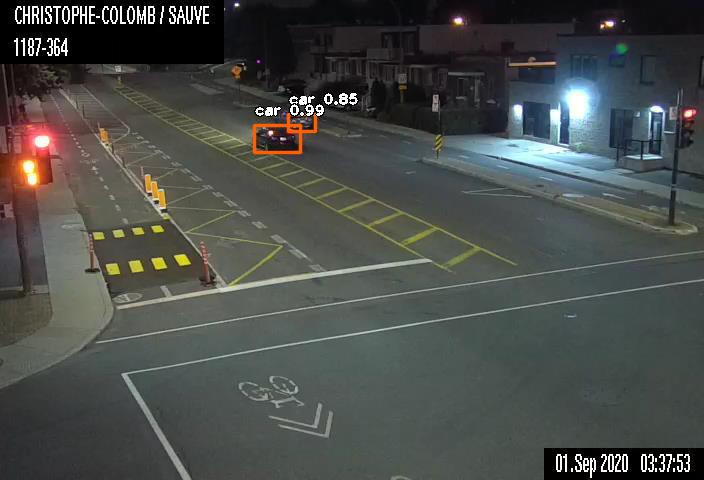 CHRISTOPHE-COLOMB / SAUVE
1187-364
car 0.85
car 0.99
01.Sep 2020 03:37:53